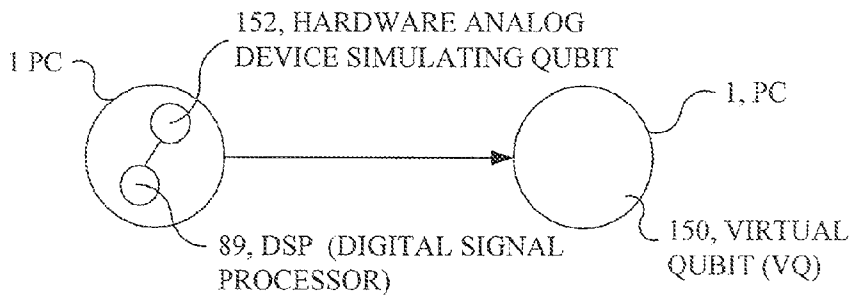 152, HARDWARE ANALOG
DEVICE SIMULATING QUBIT
1 PC
1, PC
89, DSP (DIGITAL SIGNAL
PROCESSOR)
150, VIRTUAL
QUBIT (VQ)